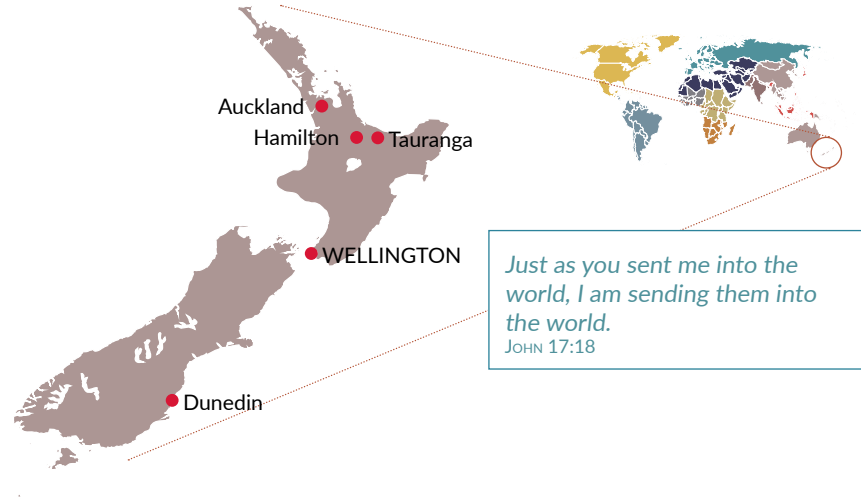 Auckland
Hamilton
Tauranga
WELLINGTON
Just as you sent me into the
world, I am sending them into
the world.
John 17:18
Dunedin